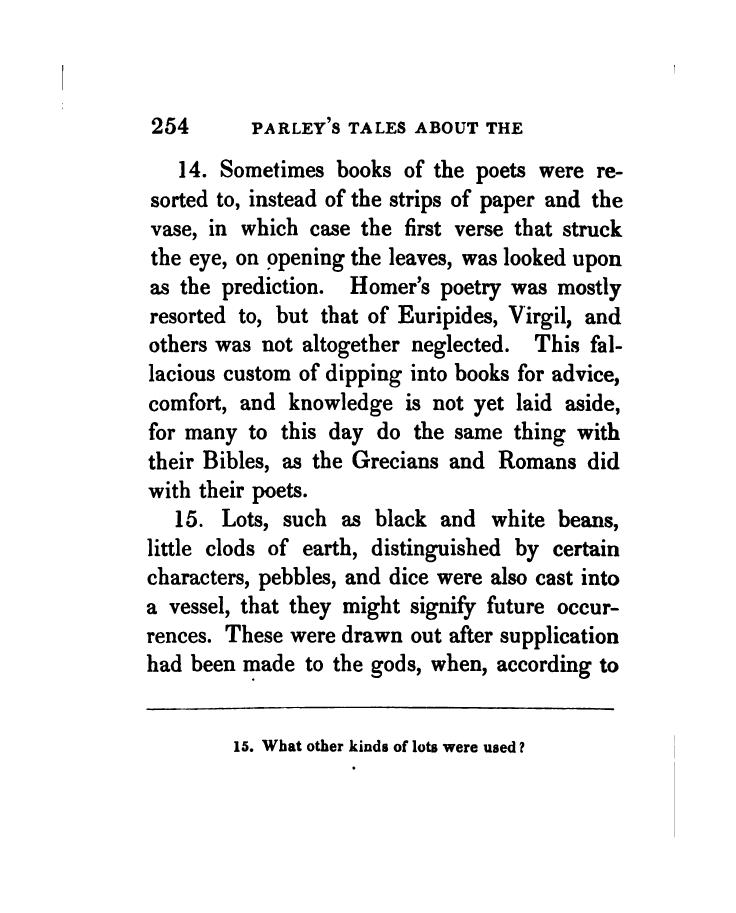 254 PARLEY'S TALES ABOUT THE
14. Sometimes books of the poets were re-
sorted to, instead of the strips of paper and the
vase, in which case the first verse that struck
the eye, on opening the leaves, was looked upon
as the prediction. Homer's poetry was mostly
resorted to, but that of Euripides, Virgil, and
others was not altogether neglected. This fal-
lacious custom of dipping into books for advice,
comfort, and knowledge is not yet laid aside,
for many to this day do the same thing with
their Bibles, as the Grecians and Romans did
with their poets.
15. Lots, such as black and white beans,
little clods of earth, distinguished by certain
characters, pebbles, and dice were also cast into
a vessel, that they might signify future occur-
rences. These were drawn out after supplication
had been made to the gods, when, according to
15. What other kinds of lots were used?